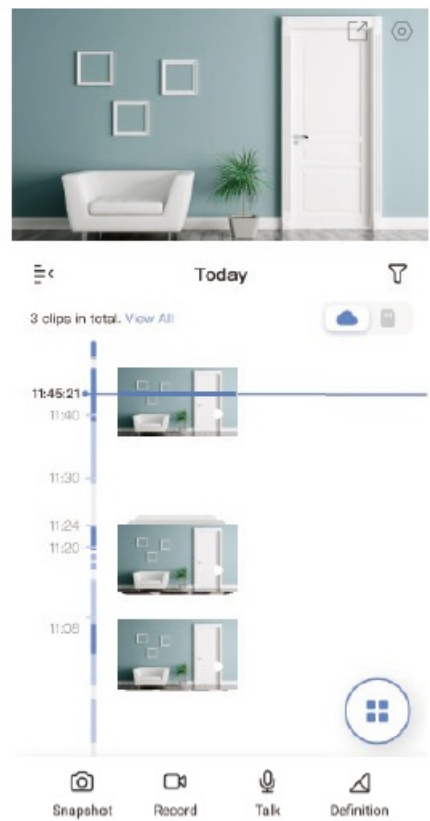 Today
3 clips in total. View All
11:45:21
11:40
11:30
11:24
11:20
11:08
Snapshot Record Talk Definition